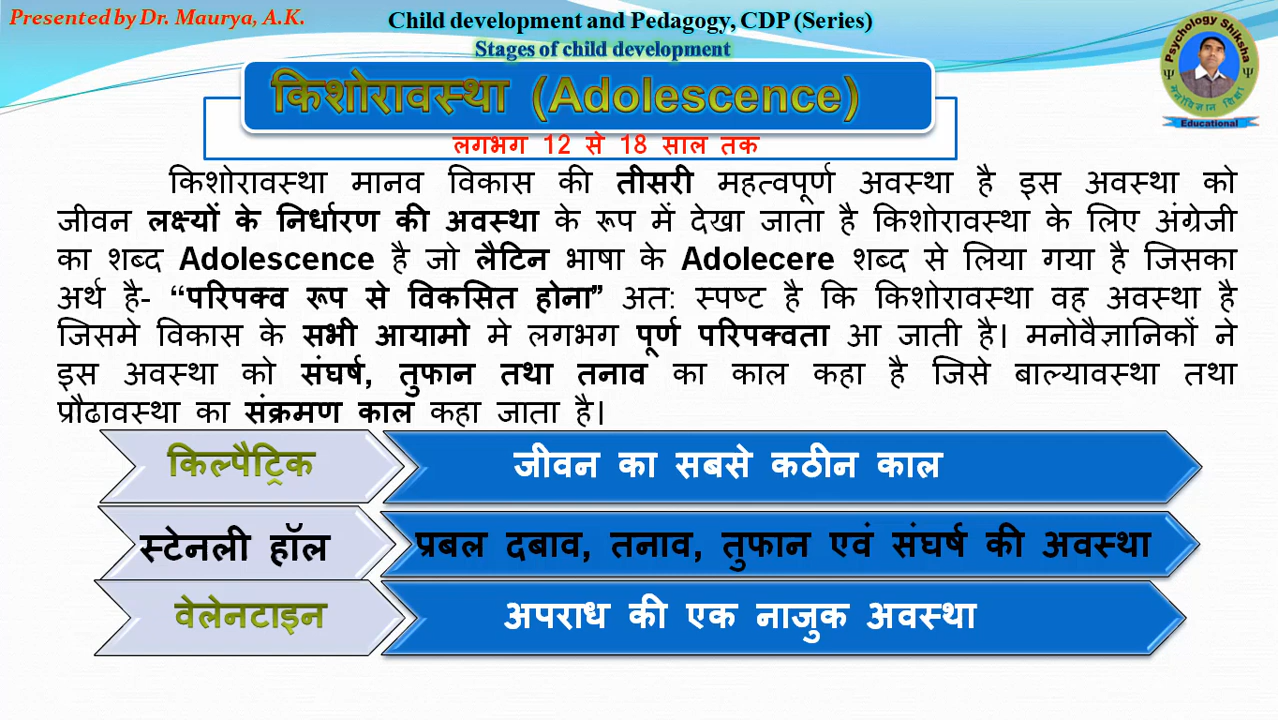 Presented by Dr. Maurya, A.K.
Child development and Pedagogy, CDP (Series)
Stages of child development
Psychology Shiksha
Ψ Ψ
मनोविज्ञान शिक्षा
Educational
किशोरावस्था (Adolescence)
लगभग 12 से 18 साल तक
किशोरावस्था मानव विकास की तीसरी महत्वपूर्ण अवस्था है इस अवस्था को
जीवन लक्ष्यों के निर्धारण की अवस्था के रूप में देखा जाता है किशोरावस्था के लिए अंग्रेजी
का शब्द Adolescence है जो लैटिन भाषा के Adolecere शब्द से लिया गया है जिसका
अर्थ है- “परिपक्व रूप से विकसित होना” अत: स्पष्ट है कि किशोरावस्था वह अवस्था है
जिसमे विकास के सभी आयामो मे लगभग पूर्ण परिपक्वता आ जाती है। मनोवैज्ञानिकों ने
इस अवस्था को संघर्ष, तुफान तथा तनाव का काल कहा है जिसे बाल्यावस्था तथा
प्रौढावस्था का संक्रमण काल कहा जाता है।
किल्पैट्रिक जीवन का सबसे कठीन काल
स्टेनली हॉल प्रबल दबाव, तनाव, तुफान एवं संघर्ष की अवस्था
वेलेनटाइन अपराध की एक नाजुक अवस्था